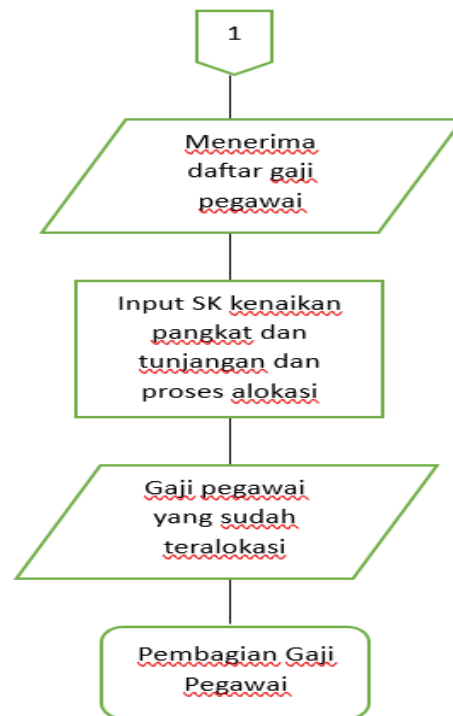 1
Menerima
daftar gaji
pegawai
Input SK kenaikan
pangkat dan
tunjangan dan
proses alokasi
Gaji pegawai
yang sudah
teralokasi
Pembagian Gaji
Pegawai